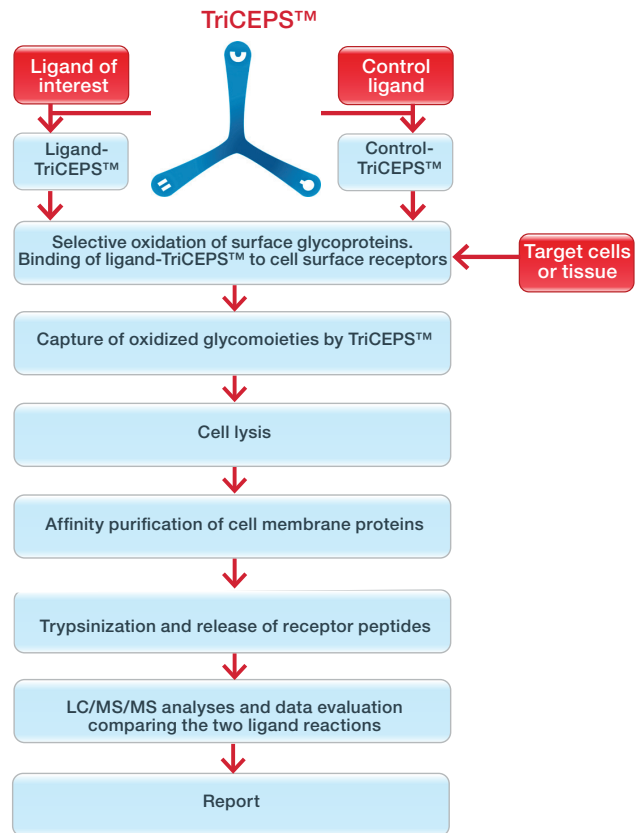 TriCEPS™
Ligand of
interest
Control
ligand
Ligand-
TriCEPS™
Control-
TriCEPS™
Selective oxidation of surface glycoproteins.
Binding of ligand-TriCEPS™ to cell surface receptors
Target cells
or tissue
Capture of oxidized glycomoieties by TriCEPS™
Cell lysis
Affinity purification of cell membrane proteins
Trypsinization and release of receptor peptides
LC/MS/MS analyses and data evaluation
comparing the two ligand reactions
Report